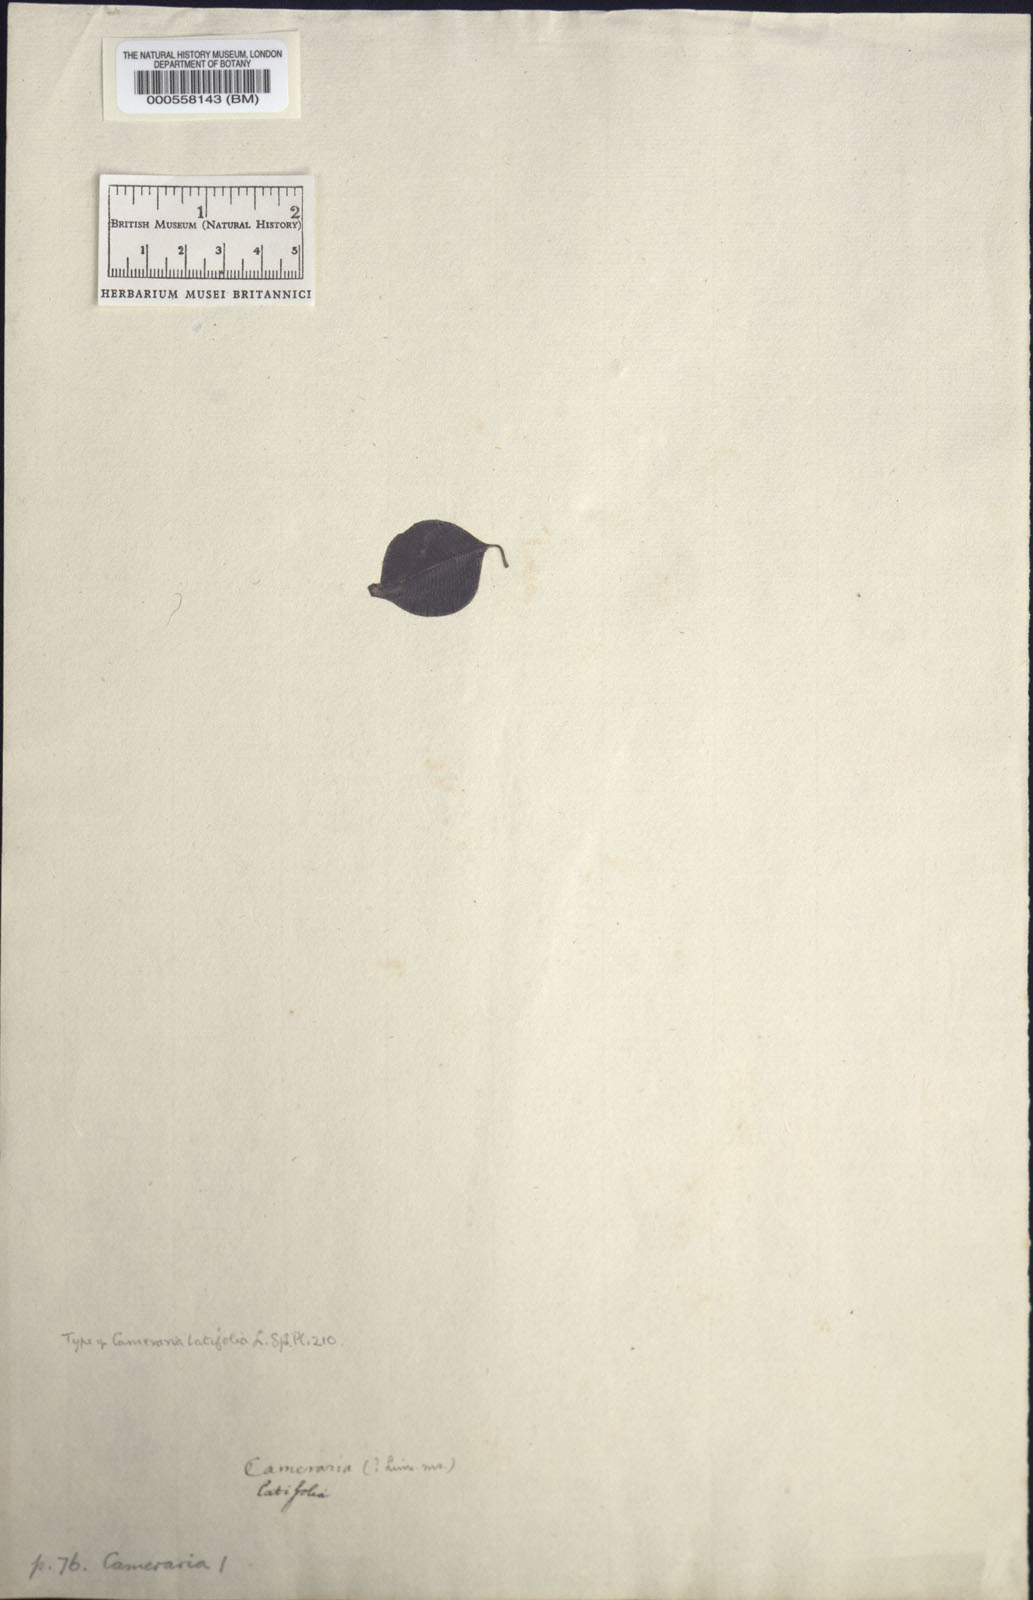 THE NATURAL HISTORY MUSEUM, LONDON
DEPARTMENT OF BOTANY
000558143 (BM)
1 2
BRITISH MUSEUM (NATURAL HISTORY)
1 2 3 4 5
HERBARIUM MUSEI BRITANNICI
Type of Cameraria latifolia L. Sp. Pl. 210.
Cameraria (? Linn. ms.)
latifolia
p. 76. Cameraria 1